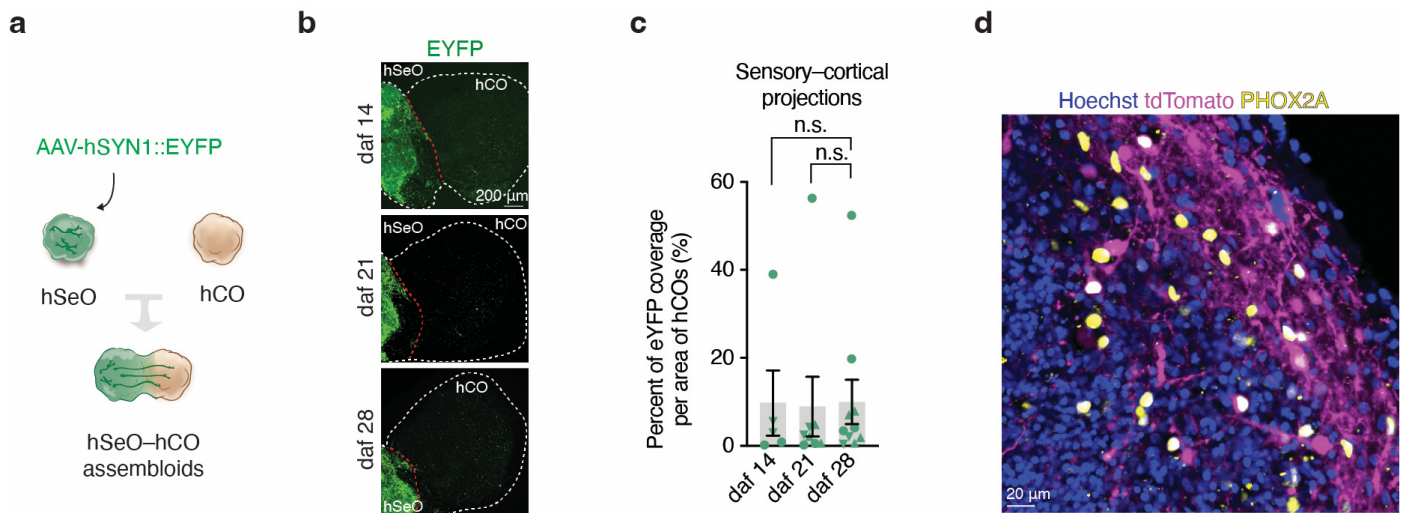 a
AAV-hSYN1::EYFP
hSeO
hCO
hSeO–hCO
assembloids
b
EYFP
daf 14
hSeO
hCO
200 μm
daf 21
hSeO
hCO
daf 28
hCO
hSeO
c
Sensory–cortical
projections
n.s.
n.s.
Percent of eYFP coverage
per area of hCOs (%)
60
40
20
0
daf 14
daf 21
daf 28
d
Hoechst tdTomato PHOX2A
20 μm